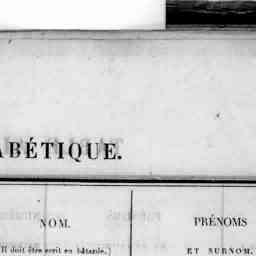 ABÉTIQUE.
NOM. PRÉNOMS
Il doit être écrit en bâtarde.) ET SURNOM.